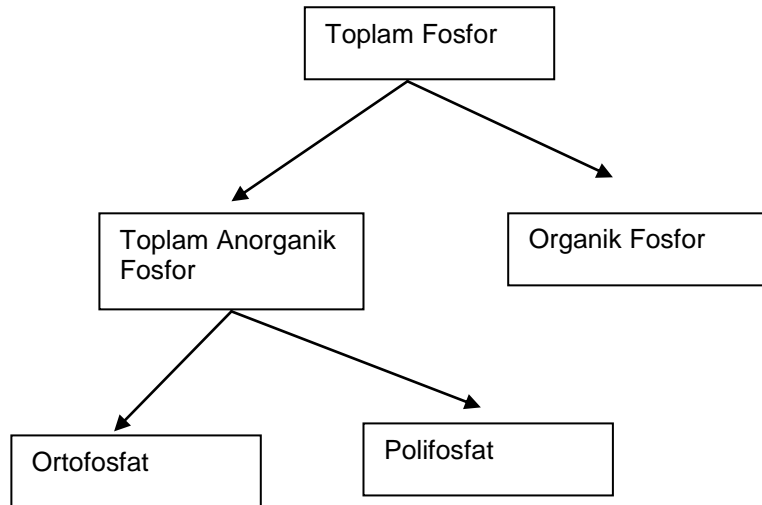 Toplam Fosfor
Toplam Anorganik
Fosfor
Organik Fosfor
Ortofosfat
Polifosfat